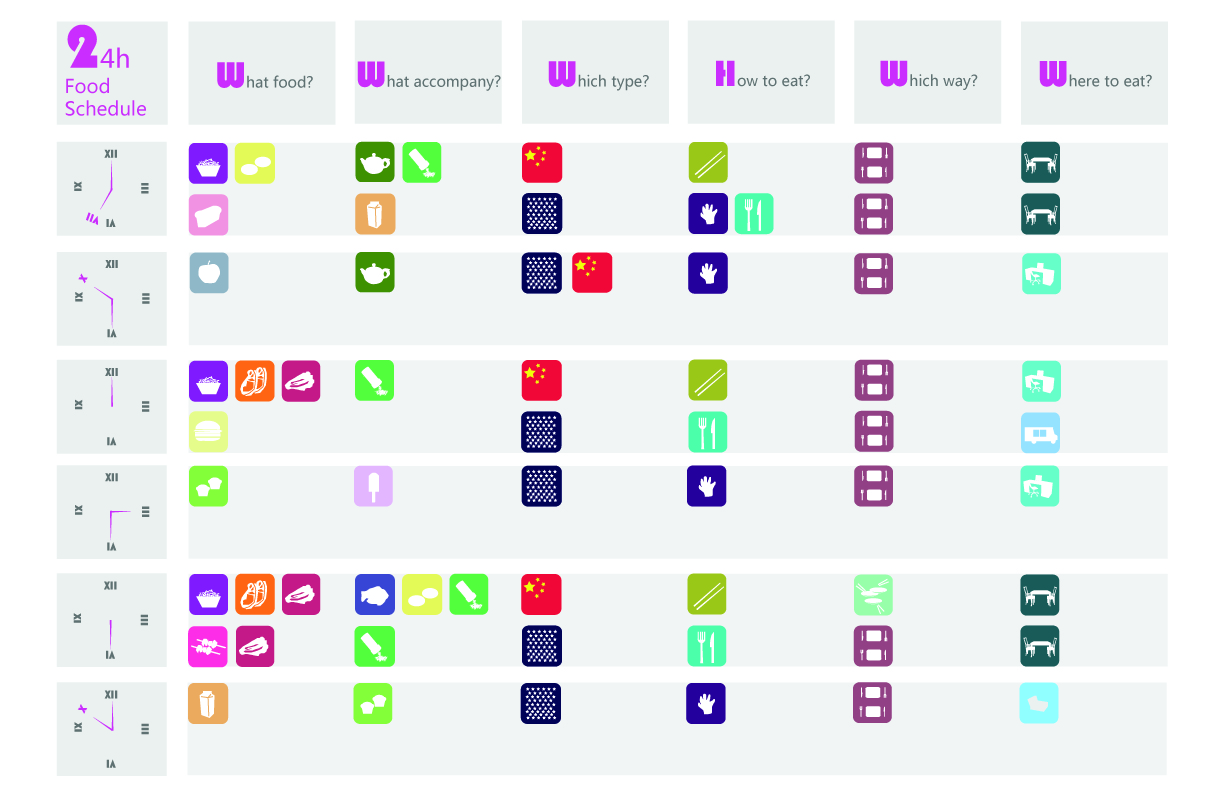 24h
Food
Schedule
What food?
What accompany?
Which type?
How to eat?
Which way?
Where to eat?
XII
IX
III
VII
VI
XII
X
IX
III
VI
XII
IX
III
VI
XII
IX
III
VI
XII
IX
III
VI
XII
X
IX
III
VI